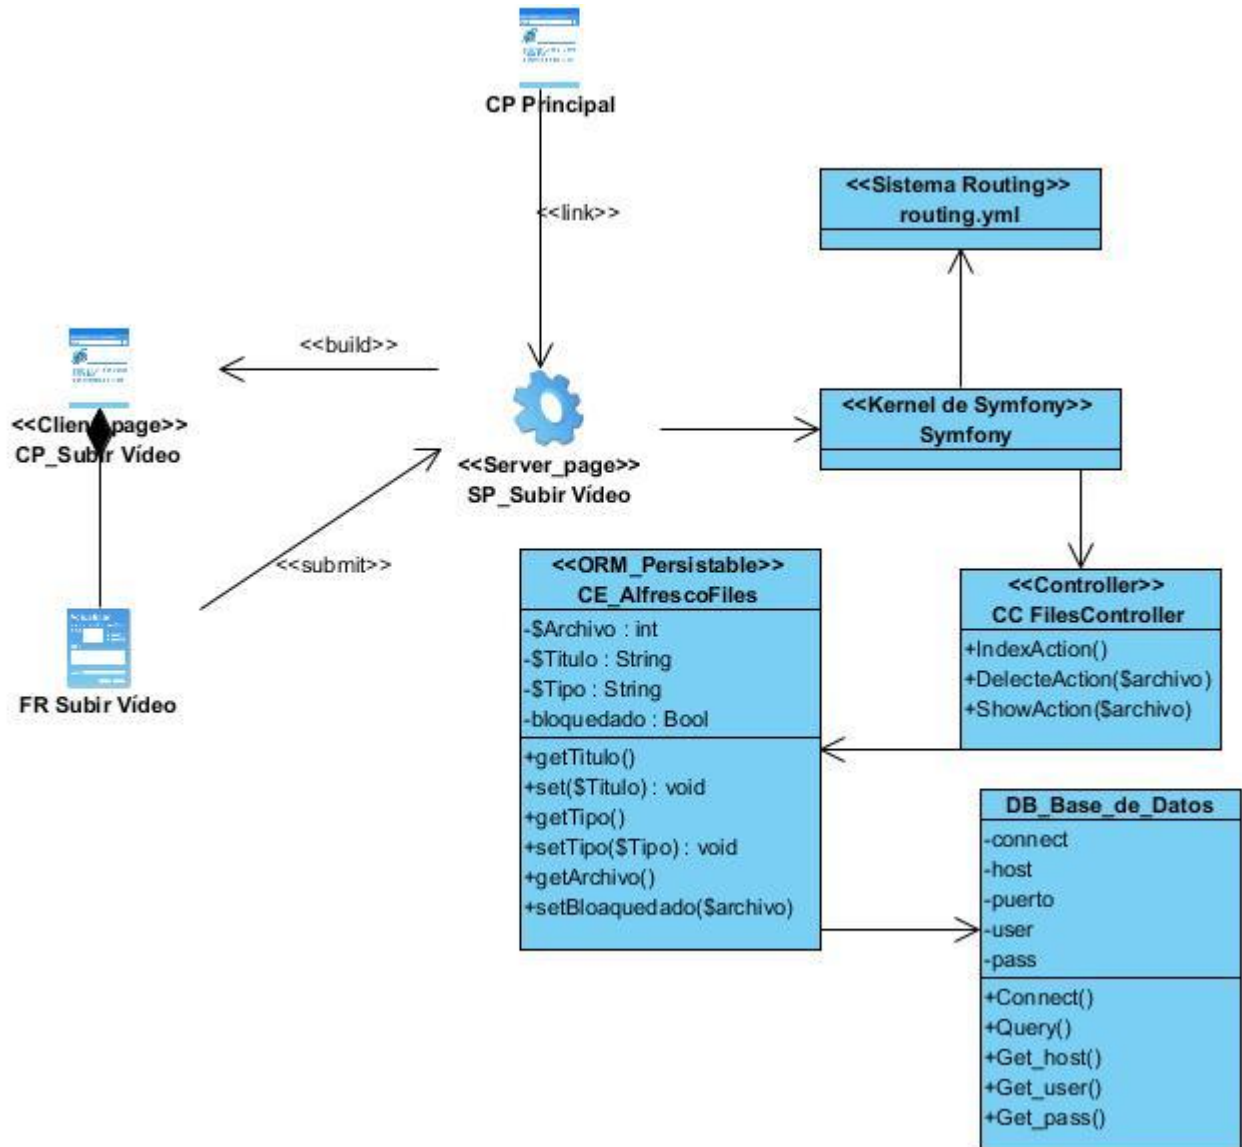 CP Principal
<<link>>
<<Sistema Routing>>
routing.yml
<<build>>
<<Client_page>>
CP_Subir Vídeo
<<Server_page>>
SP_Subir Vídeo
<<Kernel de Symfony>>
Symfony
<<submit>>
FR Subir Vídeo
<<ORM_Persistable>>
CE_AlfrescoFiles
-$Archivo : int
-$Titulo : String
-$Tipo : String
-bloquedado : Bool
+getTitulo()
+set($Titulo) : void
+getTipo()
+setTipo($Tipo) : void
+getArchivo()
+setBloaquedado($archivo)
<<Controller>>
CC FilesController
+IndexAction()
+DelecteAction($archivo)
+ShowAction($archivo)
DB_Base_de_Datos
-connect
-host
-puerto
-user
-pass
+Connect()
+Query()
+Get_host()
+Get_user()
+Get_pass()